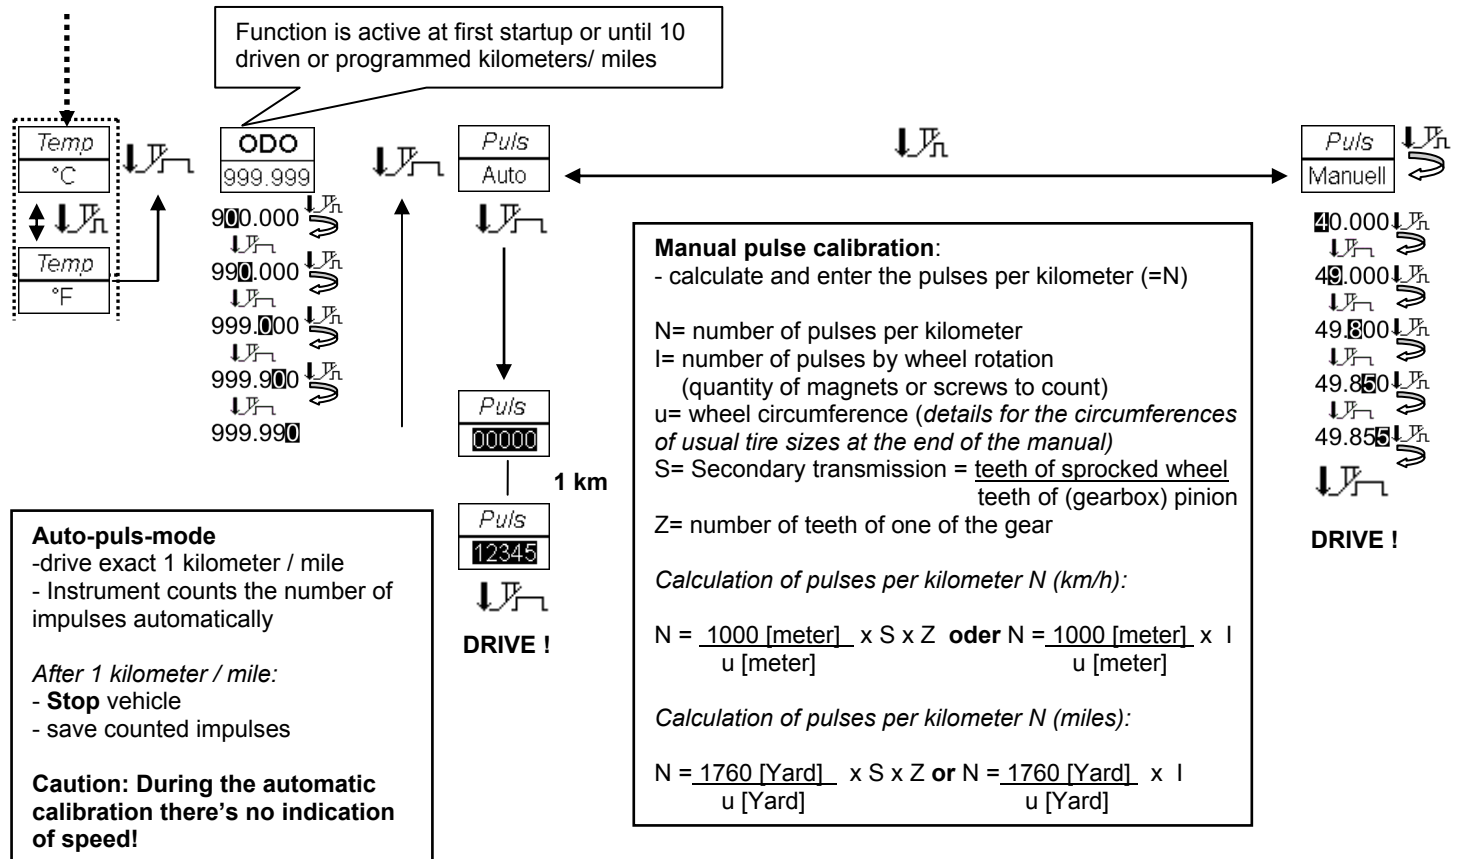 Function is active at first startup or until 10
driven or programmed kilometers/ miles
Temp
°C
Temp
°F
ODO
999.999
900.000
990.000
999.000
999.900
999.990
Puls
Auto
Puls
00000
1 km
Puls
12345
DRIVE !
Puls
Manuell
40.000
49.000
49.800
49.850
49.855
DRIVE !
Auto-puls-mode
-drive exact 1 kilometer / mile
- Instrument counts the number of
impulses automatically
After 1 kilometer / mile:
- Stop vehicle
- save counted impulses
Caution: During the automatic
calibration there's no indication
of speed!
Manual pulse calibration:
- calculate and enter the pulses per kilometer (=N)
N= number of pulses per kilometer
I= number of pulses by wheel rotation
(quantity of magnets or screws to count)
u= wheel circumference (details for the circumferences
of usual tire sizes at the end of the manual)
S= Secondary transmission = teeth of sprocked wheel
teeth of (gearbox) pinion
Z= number of teeth of one of the gear
Calculation of pulses per kilometer N (km/h):
N = 1000 [meter] x S x Z oder N = 1000 [meter] x I
u [meter] u [meter]
Calculation of pulses per kilometer N (miles):
N = 1760 [Yard] x S x Z or N = 1760 [Yard] x I
u [Yard] u [Yard]